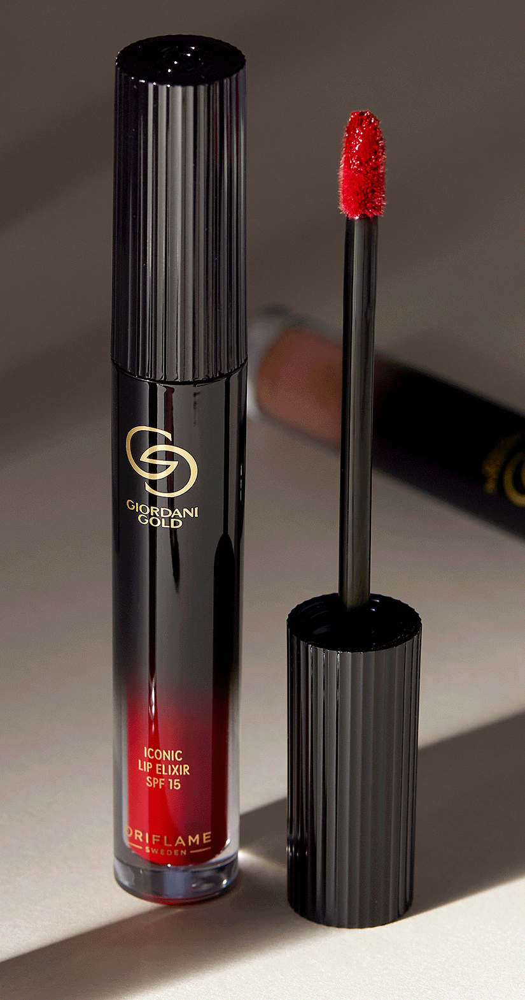 GIORDANI
GOLD
ICONIC
LIP ELIXIR
SPF 15
ORIFLAME
SWEDEN